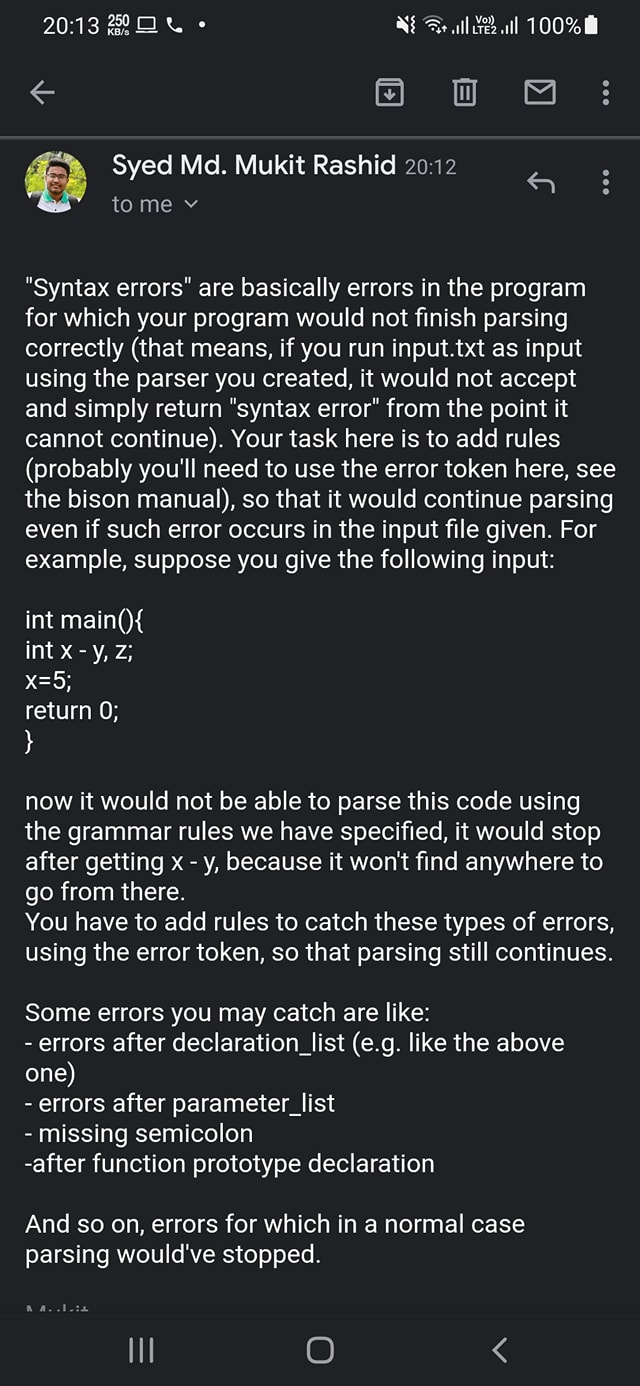 20:13 250 KB/s Vo)) LTE2 100%
Syed Md. Mukit Rashid 20:12
to me
"Syntax errors" are basically errors in the program
for which your program would not finish parsing
correctly (that means, if you run input.txt as input
using the parser you created, it would not accept
and simply return "syntax error" from the point it
cannot continue). Your task here is to add rules
(probably you'll need to use the error token here, see
the bison manual), so that it would continue parsing
even if such error occurs in the input file given. For
example, suppose you give the following input:
int main(){
int x - y, z;
x=5;
return 0;
}
now it would not be able to parse this code using
the grammar rules we have specified, it would stop
after getting x - y, because it won't find anywhere to
go from there.
You have to add rules to catch these types of errors,
using the error token, so that parsing still continues.
Some errors you may catch are like:
- errors after declaration_list (e.g. like the above
one)
- errors after parameter_list
- missing semicolon
-after function prototype declaration
And so on, errors for which in a normal case
parsing would've stopped.
Mukit